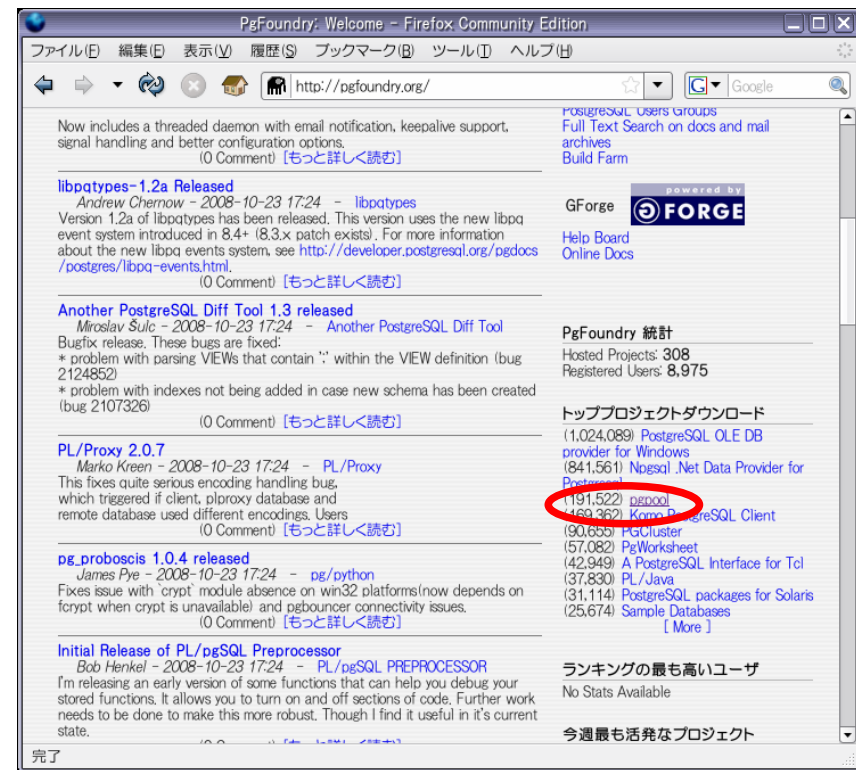 PgFoundry: Welcome - Firefox Community Edition
ファイル(F) 編集(E) 表示(V) 履歴(S) ブックマーク(B) ツール(T) ヘルプ(H)
http://pgfoundry.org/
G Google
Now includes a threaded daemon with email notification, keepalive support,
signal handling and better configuration options.
(0 Comment) [もっと詳しく読む]
libpqtypes-1.2a Released
Andrew Chernow - 2008-10-23 17:24 - libpqtypes
Version 1.2a of libpqtypes has been released. This version uses the new libpq
event system introduced in 8.4+ (8.3.x patch exists). For more information
about the new libpq events system, see http://developer.postgresql.org/pgdocs
/postgres/libpq-events.html.
(0 Comment) [もっと詳しく読む]
Another PostgreSQL Diff Tool 1.3 released
Miroslav Šulc - 2008-10-23 17:24 - Another PostgreSQL Diff Tool
Bugfix release. These bugs are fixed:
* problem with parsing VIEWs that contain ';' within the VIEW definition (bug
2124852)
* problem with indexes not being added in case new schema has been created
(bug 2107326)
(0 Comment) [もっと詳しく読む]
PL/Proxy 2.0.7
Marko Kreen - 2008-10-23 17:24 - PL/Proxy
This fixes quite serious encoding handling bug,
which triggered if client, plproxy database and
remote database used different encodings. Users
(0 Comment) [もっと詳しく読む]
pg_proboscis 1.0.4 released
James Pye - 2008-10-23 17:24 - pg/python
Fixes issue with `crypt` module absence on win32 platforms(now depends on
fcrypt when crypt is unavailable) and pgbouncer connectivity issues.
(0 Comment) [もっと詳しく読む]
Initial Release of PL/pgSQL Preprocessor
Bob Henkel - 2008-10-23 17:24 - PL/pgSQL PREPROCESSOR
I'm releasing an early version of some functions that can help you debug your
stored functions. It allows you to turn on and off sections of code. Further work
needs to be done to make this more robust. Though I find it useful in it's current
state.
PostgreSQL Users Groups
Full Text Search on docs and mail
archives
Build Farm
GForge
powered by
GFORGE
Help Board
Online Docs
PgFoundry 統計
Hosted Projects: 308
Registered Users: 8,975
トッププロジェクトダウンロード
(1,024,089) PostgreSQL OLE DB
provider for Windows
(841,561) Npgsql .Net Data Provider for
Postgresql
(191,522) pgpool
(169,362) Komo PostgreSQL Client
(90,655) PGCluster
(57,082) PgWorksheet
(42,949) A PostgreSQL Interface for Tcl
(37,830) PL/Java
(31,114) PostgreSQL packages for Solaris
(25,674) Sample Databases
[ More ]
ランキングの最も高いユーザ
No Stats Available
今週最も活発なプロジェクト
完了